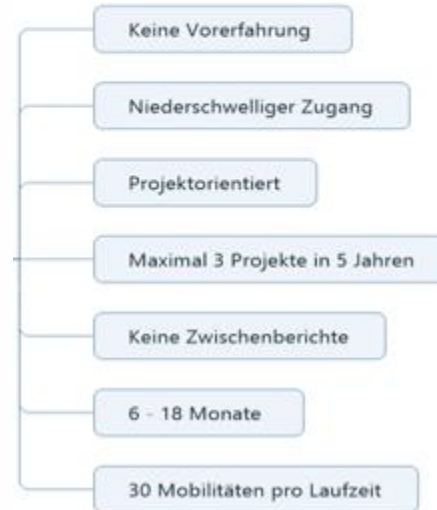 Keine Vorerfahrung
Niederschwelliger Zugang
Projektorientiert
Maximal 3 Projekte in 5 Jahren
Keine Zwischenberichte
6 - 18 Monate
30 Mobilitäten pro Laufzeit